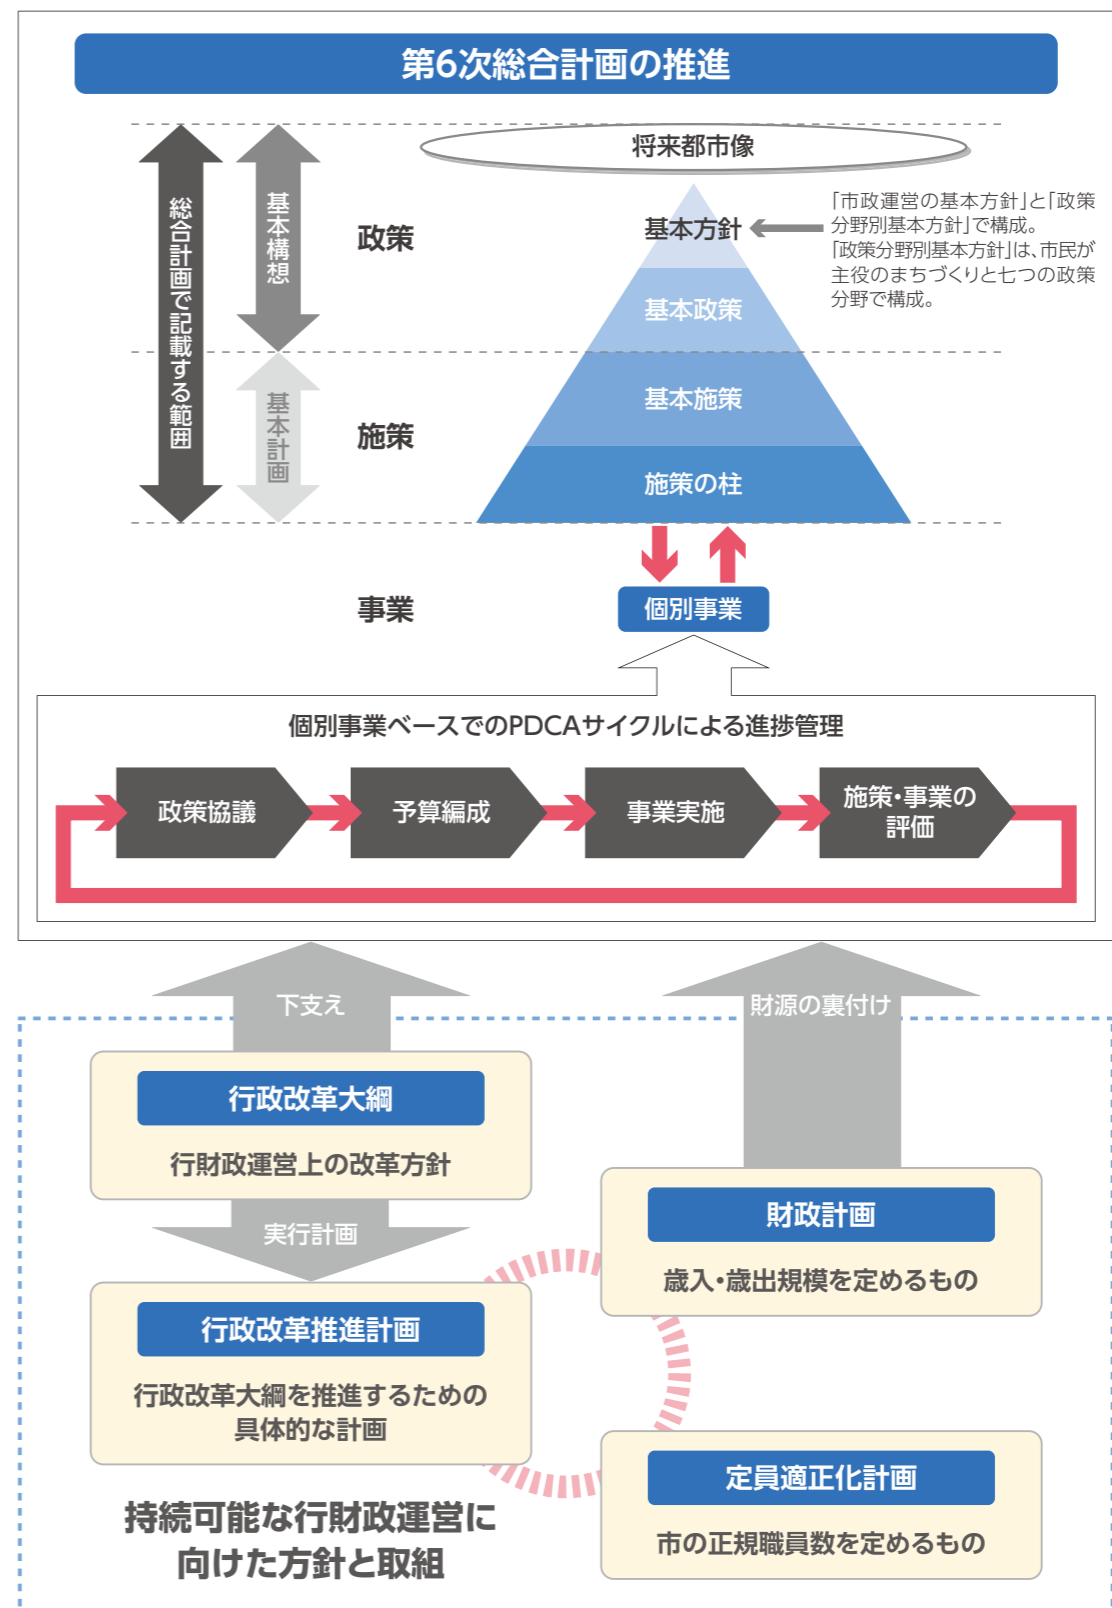 第6次総合計画の推進
将来都市像
総合計画で記載する範囲
基本構想
政策
基本方針
「市政運営の基本方針」と「政策
分野別基本方針」で構成。
「政策分野別基本方針」は、市民が
主役のまちづくりと七つの政策
分野で構成。
基本政策
基本計画
施策
基本施策
施策の柱
事業
個別事業
個別事業ベースでのPDCAサイクルによる進捗管理
政策協議
予算編成
事業実施
施策・事業の
評価
下支え
財源の裏付け
行政改革大綱
行財政運営上の改革方針
実行計画
財政計画
歳入・歳出規模を定めるもの
行政改革推進計画
行政改革大綱を推進するための
具体的な計画
定員適正化計画
市の正規職員数を定めるもの
持続可能な行財政運営に
向けた方針と取組